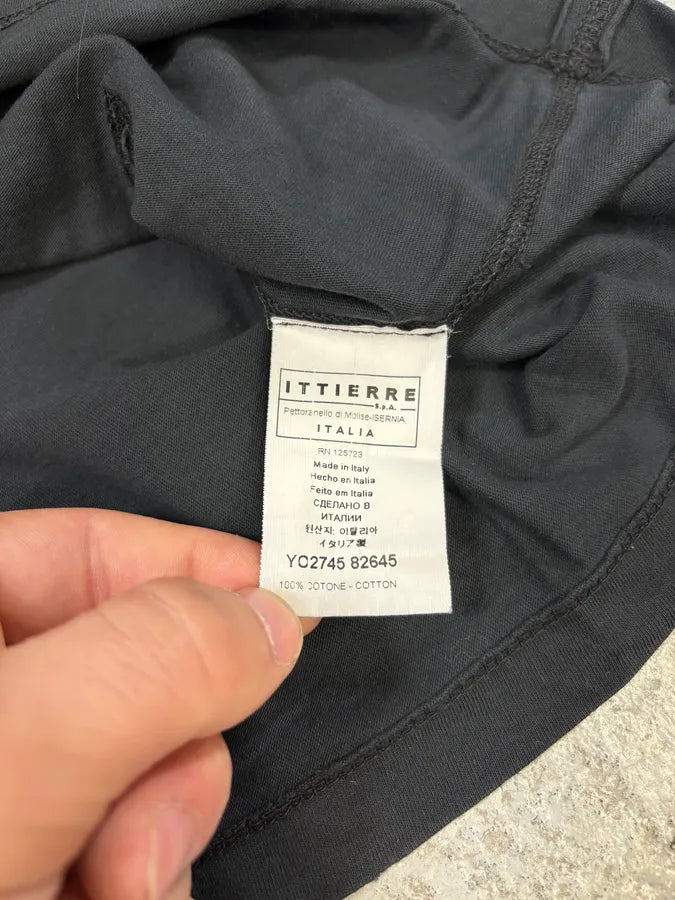 ITTIERRE
S.p.A.
Pettoranello di Molise-ISERNIA
ITALIA
RN 125723
Made in Italy
Hecho en Italia
Feito em Italia
СДЕЛАНО В
ИТАЛИИ
원산지: 이탈리아
イタリア製
YC2745 82645
100% COTONE - COTTON